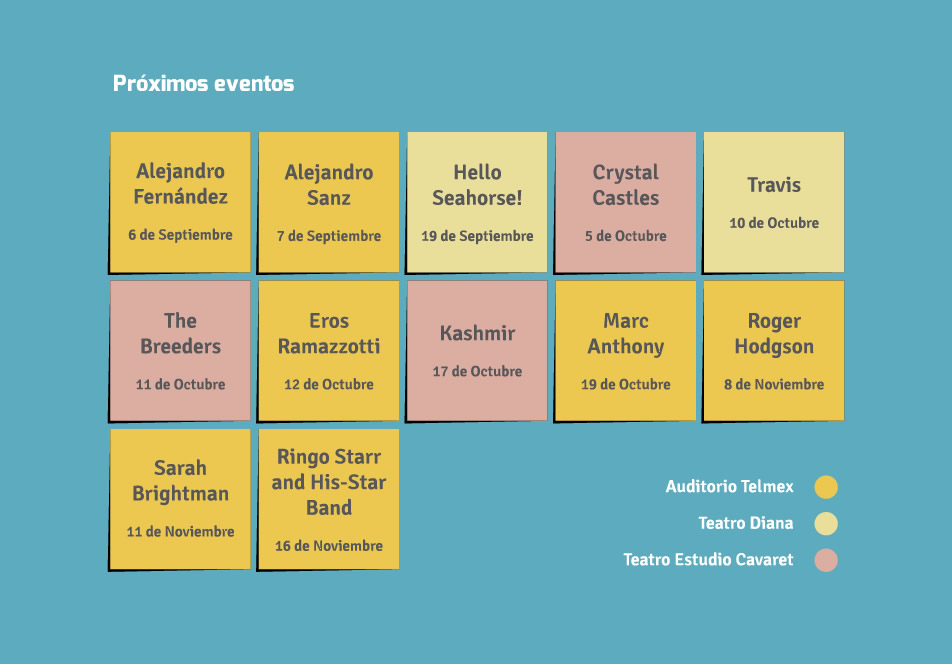 Próximos eventos
Alejandro
Fernández
6 de Septiembre
Alejandro
Sanz
7 de Septiembre
Hello
Seahorse!
19 de Septiembre
Crystal
Castles
5 de Octubre
Travis
10 de Octubre
The
Breeders
11 de Octubre
Eros
Ramazzotti
12 de Octubre
Kashmir
17 de Octubre
Marc
Anthony
19 de Octubre
Roger
Hodgson
8 de Noviembre
Sarah
Brightman
11 de Noviembre
Ringo Starr
and His-Star
Band
16 de Noviembre
Auditorio Telmex
Teatro Diana
Teatro Estudio Cavaret